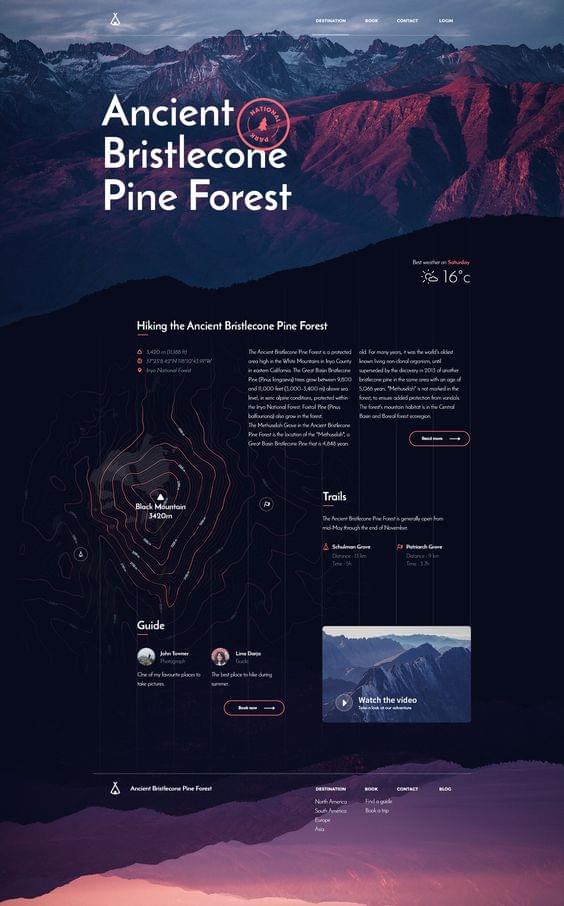 DESTINATION BOOK CONTACT LOGIN
Ancient
Bristlecone
Pine Forest
NATIONAL
PARK
Best weather on Saturday
16°c
Hiking the Ancient Bristlecone Pine Forest
3,420 m (11,188 ft)
Inyo National Forest
The Ancient Bristlecone Pine Forest is a protected
area high in the White Mountains in Inyo County
in eastern California. The Great Basin Bristlecone
Pine (Pinus longaeva) trees grow between 9,800
and 11,000 feet (3,000–3,400 m) above sea
level, in xeric alpine conditions, protected within
the Inyo National Forest. Foxtail Pine (Pinus
balfouriana) also grow in the forest.
The Methuselah Grove in the Ancient Bristlecone
Pine Forest is the location of the "Methuselah", a
Great Basin Bristlecone Pine that is 4,848 years
old. For many years, it was the world's oldest
known living non-clonal organism, until
superseded by the discovery in 2013 of another
bristlecone pine in the same area with an age of
5,066 years. "Methuselah" is not marked in the
forest, to ensure added protection from vandals.
The forest's mountain habitat is in the Central
Basin and Boreal forest ecoregion.
Read more
Black Mountain
3420m
Trails
The Ancient Bristlecone Pine Forest is generally open from
mid-May through the end of November.
Schulman Grove
Distance : 13 km
Time : 5h
Patriarch Grove
Distance : 9 km
Time : 3.7h
Guide
John Towner
Photograph
One of my favourite places to
take pictures.
Lina Darjo
Guide
The best place to hike during
summer.
Book now
Watch the video
Take a look at our adventure
Ancient Bristlecone Pine Forest
DESTINATION BOOK CONTACT BLOG
North America Find a guide
South America Book a trip
Europe
Asia